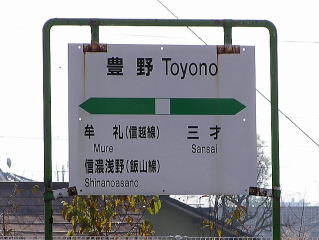 豊野 Toyono
牟礼(信越線) 三才
Mure Sansai
信濃浅野(飯山線)
Shinanoasano